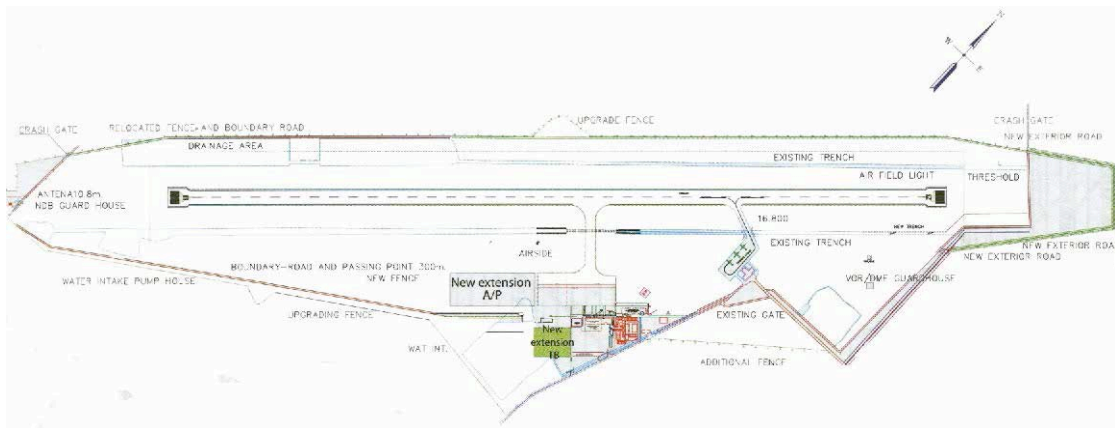 CRASH GATE
RELOCATED FENCE AND BOUNDARY ROAD
UPGRADE FENCE
CRASH GATE
NEW EXTERIOR ROAD
DRAINAGE AREA
EXISTING TRENCH
AIR FIELD LIGHT
THRESHOLD
ANTENA10.8m.
NDB GUARD HOUSE
16.800
NEW TRENCH
EXISTING TRENCH
AIRSIDE
NEW EXTERIOR ROA
NEW EXTERIOR ROAD
BOUNDARY-ROAD AND PASSING POINT 300m.
NEW FENCE
WATER INTAKE PUMP HOUSE
VOR/DME GUARDHOUSE
New extension
A/P
UPGRADING FENCE
EXISTING GATE
New
extension
18
WAT INT.
ADDITIONAL FENCE